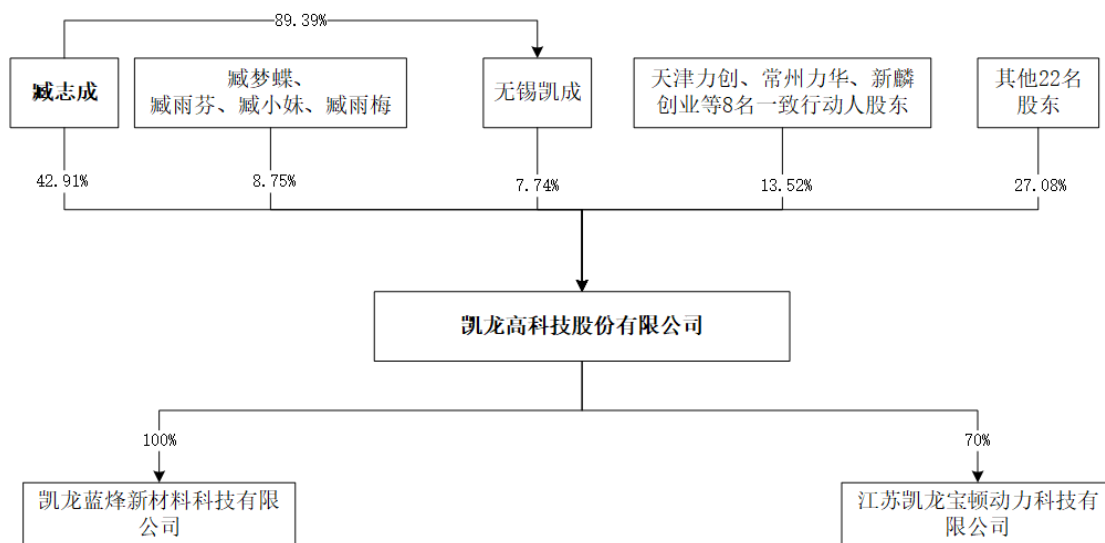 89.39%
臧志成
臧梦蝶、
臧雨芬、臧小妹、臧雨梅
无锡凯成
天津力创、常州力华、新麟
创业等8名一致行动人股东
其他22名
股东
42.91%
8.75%
7.74%
13.52%
27.08%
凯龙高科技股份有限公司
100%
70%
凯龙蓝烽新材料科技有限
公司
江苏凯龙宝顿动力科技有
限公司